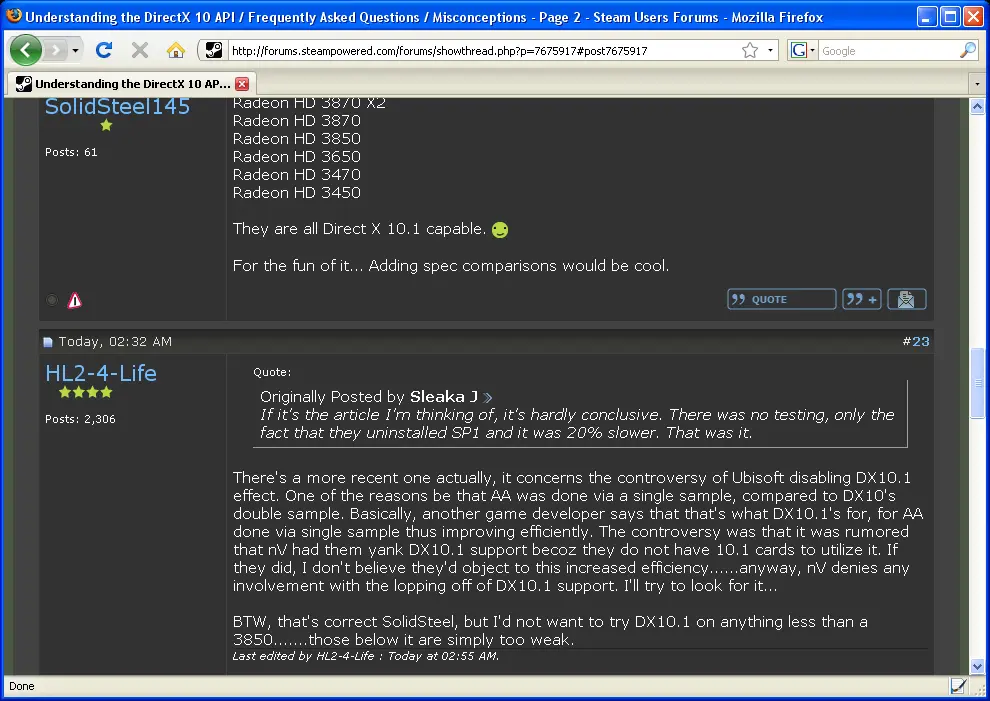 Understanding the DirectX 10 API / Frequently Asked Questions / Misconceptions - Page 2 - Steam Users Forums - Mozilla Firefox
http://forums.steampowered.com/forums/showthread.php?p=7675917#post7675917
G
Google
Understanding the DirectX 10 AP...
SolidSteel145
Posts: 61
Radeon HD 3870 X2
Radeon HD 3870
Radeon HD 3850
Radeon HD 3650
Radeon HD 3470
Radeon HD 3450
They are all Direct X 10.1 capable.
For the fun of it... Adding spec comparisons would be cool.
QUOTE
Today, 02:32 AM
#23
HL2-4-Life
Posts: 2,306
Quote:
Originally Posted by Sleaka J
If it's the article I'm thinking of, it's hardly conclusive. There was no testing, only the
fact that they uninstalled SP1 and it was 20% slower. That was it.
There's a more recent one actually, it concerns the controversy of Ubisoft disabling DX10.1
effect. One of the reasons be that AA was done via a single sample, compared to DX10's
double sample. Basically, another game developer says that that's what DX10.1's for, for AA
done via single sample thus improving efficiently. The controversy was that it was rumored
that nV had them yank DX10.1 support becoz they do not have 10.1 cards to utilize it. If
they did, I don't believe they'd object to this increased efficiency......anyway, nV denies any
involvement with the lopping off of DX10.1 support. I'll try to look for it...
BTW, that's correct SolidSteel, but I'd not want to try DX10.1 on anything less than a
3850.......those below it are simply too weak.
Last edited by HL2-4-Life : Today at 02:55 AM.
Done